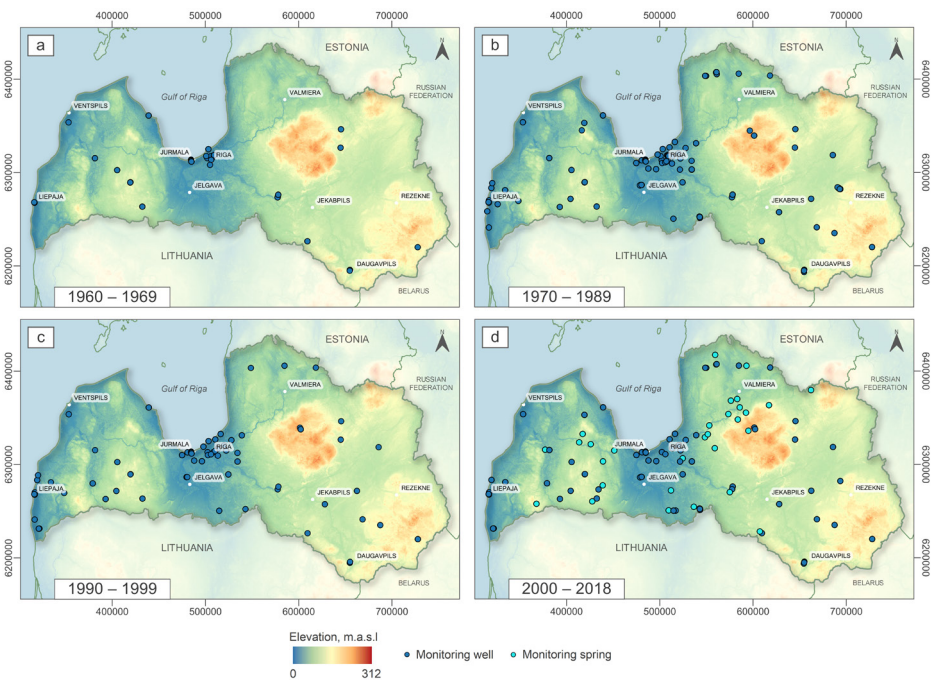 400000 500000 600000 700000
400000 500000 600000 700000
a
ESTONIA
N
b
ESTONIA
N
6400000
6400000
RUSSIAN
FEDERATION
RUSSIAN
FEDERATION
VENTSPILS
Gulf of Riga
VALMIERA
VENTSPILS
Gulf of Riga
VALMIERA
JURMALA
RIGA
JURMALA
RIGA
6300000
6300000
JELGAVA
JELGAVA
LIEPAJA
JEKABPILS
REZEKNE
LIEPAJA
JEKABPILS
REZEKNE
LITHUANIA
DAUGAVPILS
LITHUANIA
DAUGAVPILS
6200000
6200000
1960 – 1969
BELARUS
1970 – 1989
BELARUS
c
ESTONIA
N
d
ESTONIA
N
6400000
6400000
RUSSIAN
FEDERATION
RUSSIAN
FEDERATION
VENTSPILS
Gulf of Riga
VALMIERA
VENTSPILS
Gulf of Riga
VALMIERA
JURMALA
RIGA
JURMALA
RIGA
6300000
6300000
JELGAVA
JELGAVA
LIEPAJA
JEKABPILS
REZEKNE
LIEPAJA
JEKABPILS
REZEKNE
LITHUANIA
DAUGAVPILS
LITHUANIA
DAUGAVPILS
6200000
6200000
1990 – 1999
BELARUS
2000 – 2018
BELARUS
400000 500000 600000 700000
400000 500000 600000 700000
Elevation, m.a.s.l
Monitoring well
Monitoring spring
0 312